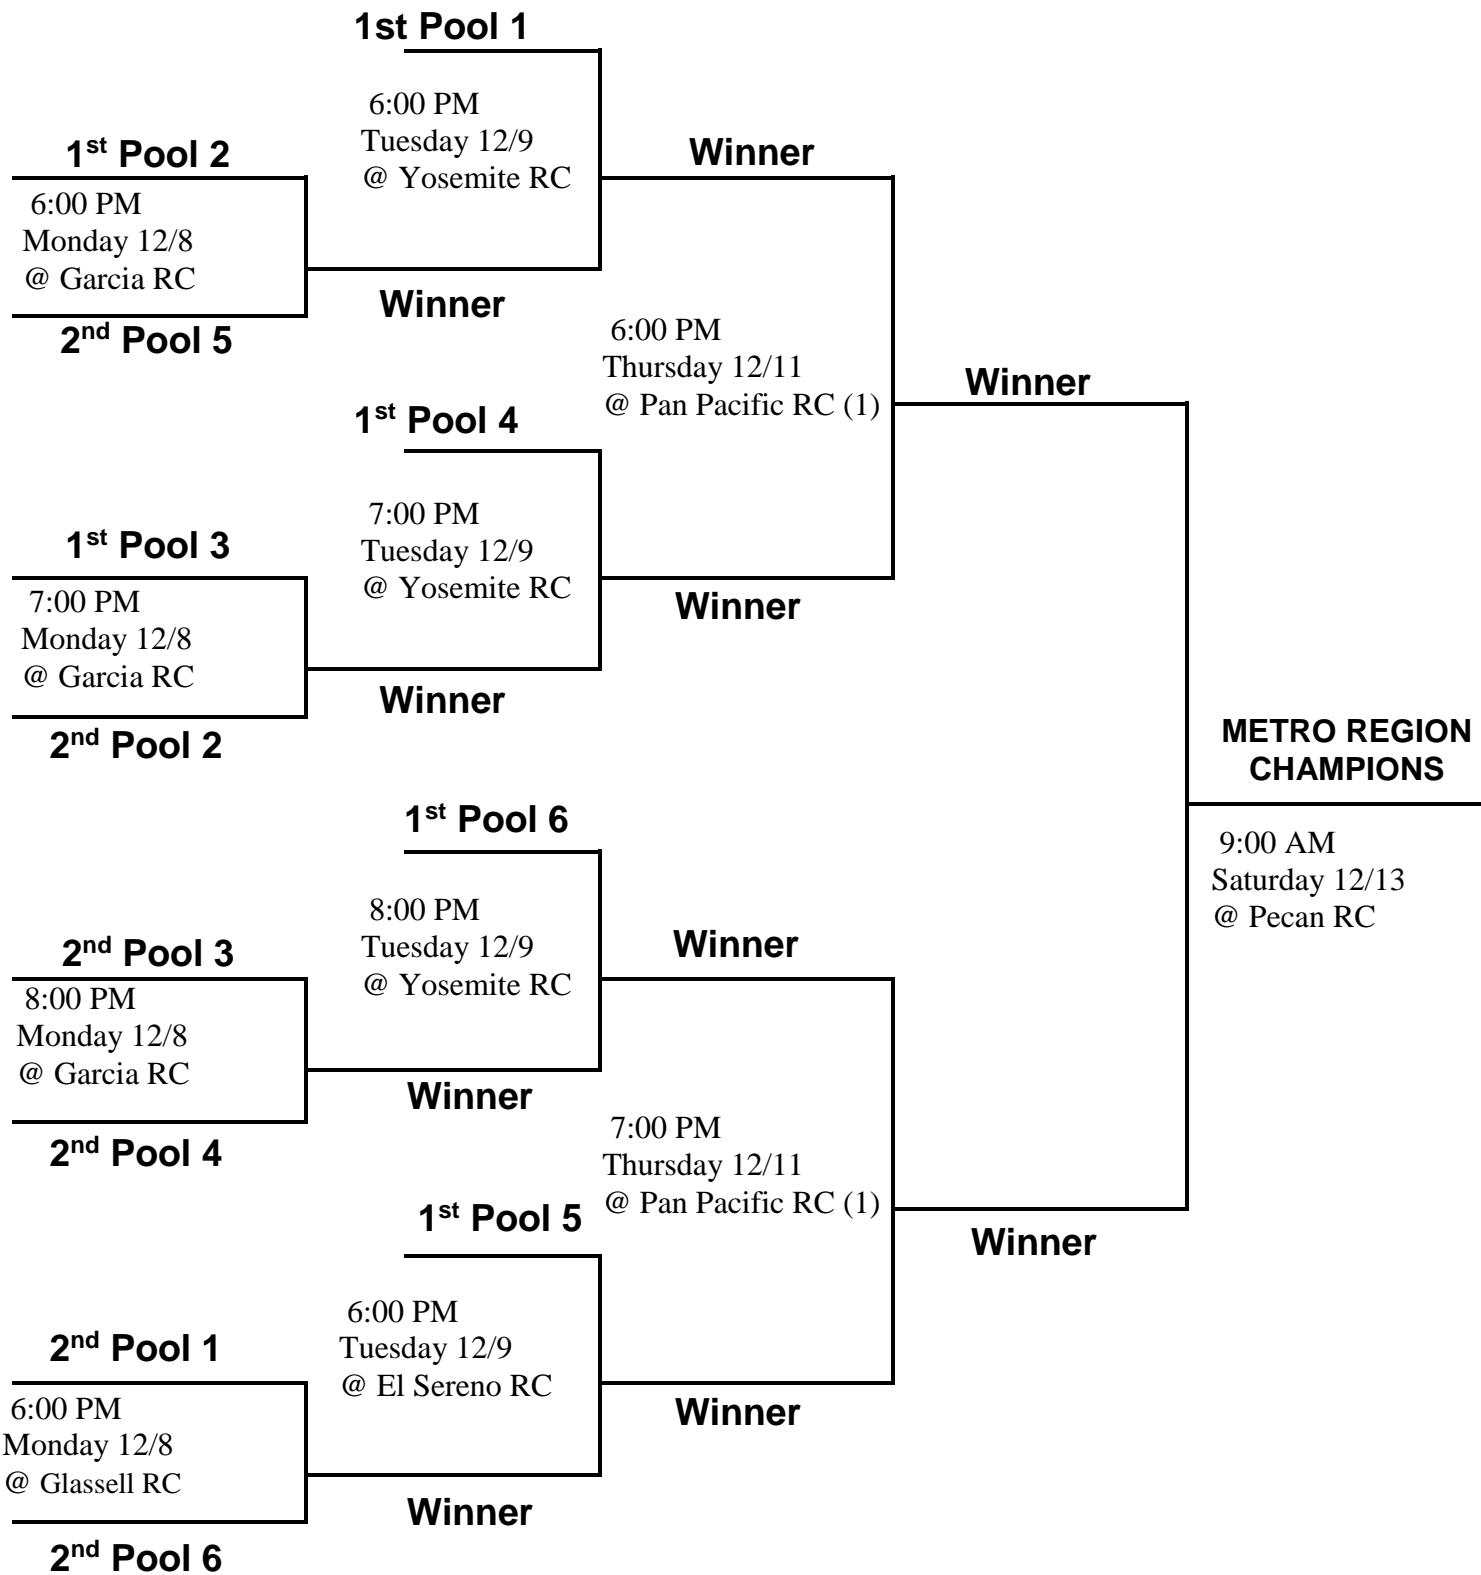 1st Pool 1
6:00 PM
Tuesday 12/9
@ Yosemite RC
1st Pool 2
6:00 PM
Monday 12/8
@ Garcia RC
2nd Pool 5
Winner
Winner
6:00 PM
Thursday 12/11
@ Pan Pacific RC (1)
Winner
1st Pool 4
7:00 PM
Tuesday 12/9
@ Yosemite RC
1st Pool 3
7:00 PM
Monday 12/8
@ Garcia RC
2nd Pool 2
Winner
Winner
METRO REGION
CHAMPIONS
9:00 AM
Saturday 12/13
@ Pecan RC
1st Pool 6
8:00 PM
Tuesday 12/9
@ Yosemite RC
2nd Pool 3
8:00 PM
Monday 12/8
@ Garcia RC
2nd Pool 4
Winner
Winner
7:00 PM
Thursday 12/11
@ Pan Pacific RC (1)
Winner
1st Pool 5
6:00 PM
Tuesday 12/9
@ El Sereno RC
2nd Pool 1
6:00 PM
Monday 12/8
@ Glassell RC
2nd Pool 6
Winner
Winner